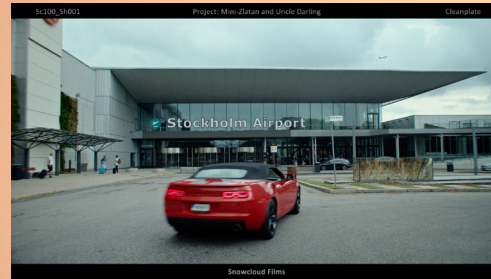 Sc100_Sh001
Project: Mini-Zlatan and Uncle Darling
Cleanplate
Stockholm Airport
Snowcloud Films